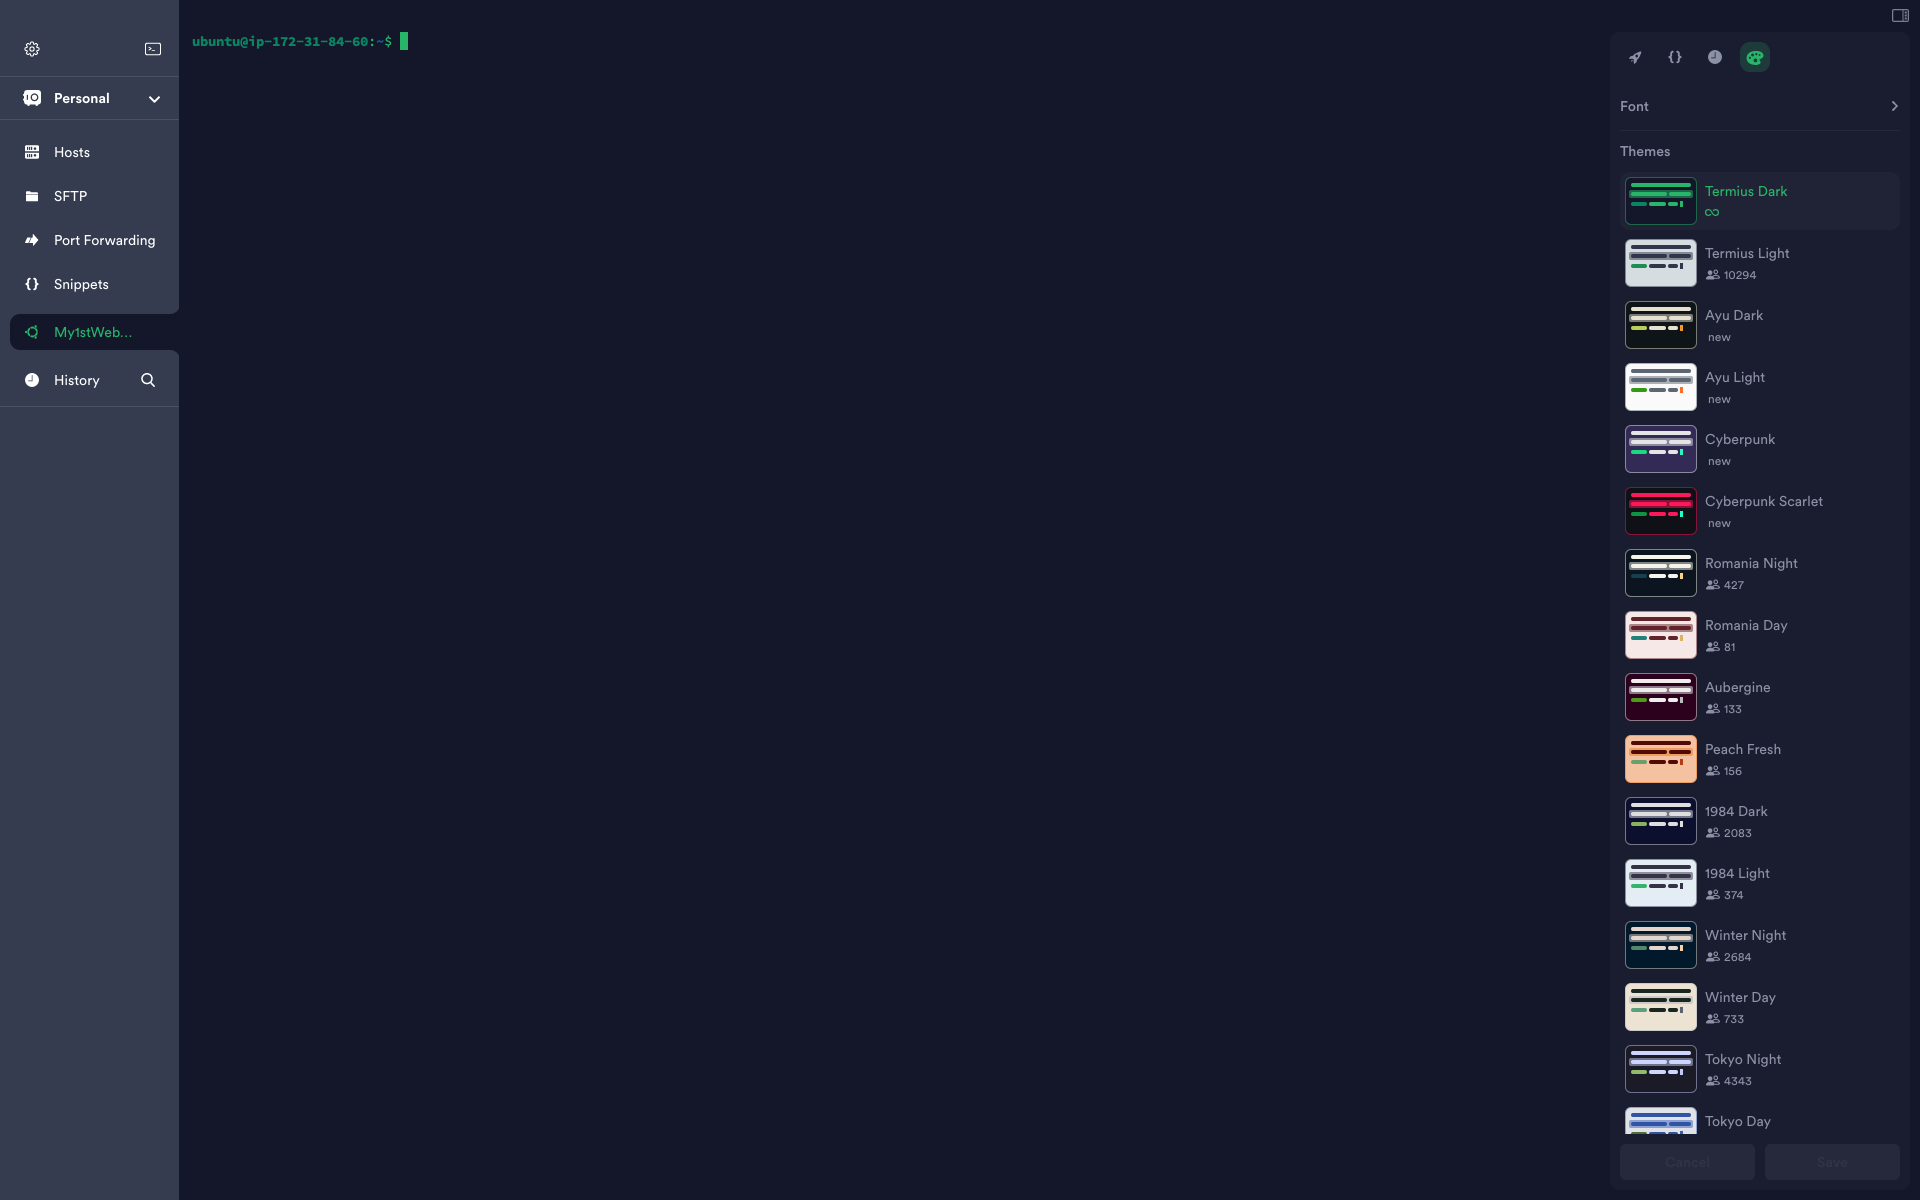 Personal
Hosts
SFTP
Port Forwarding
Snippets
My1stWeb...
History
ubuntu@ip-172-31-84-60:~$
Font
Themes
Termius Dark
Termius Light
10294
Ayu Dark
new
Ayu Light
new
Cyberpunk
new
Cyberpunk Scarlet
new
Romania Night
427
Romania Day
81
Aubergine
133
Peach Fresh
156
1984 Dark
2083
1984 Light
374
Winter Night
2684
Winter Day
733
Tokyo Night
4343
Tokyo Day
Cancel
Save